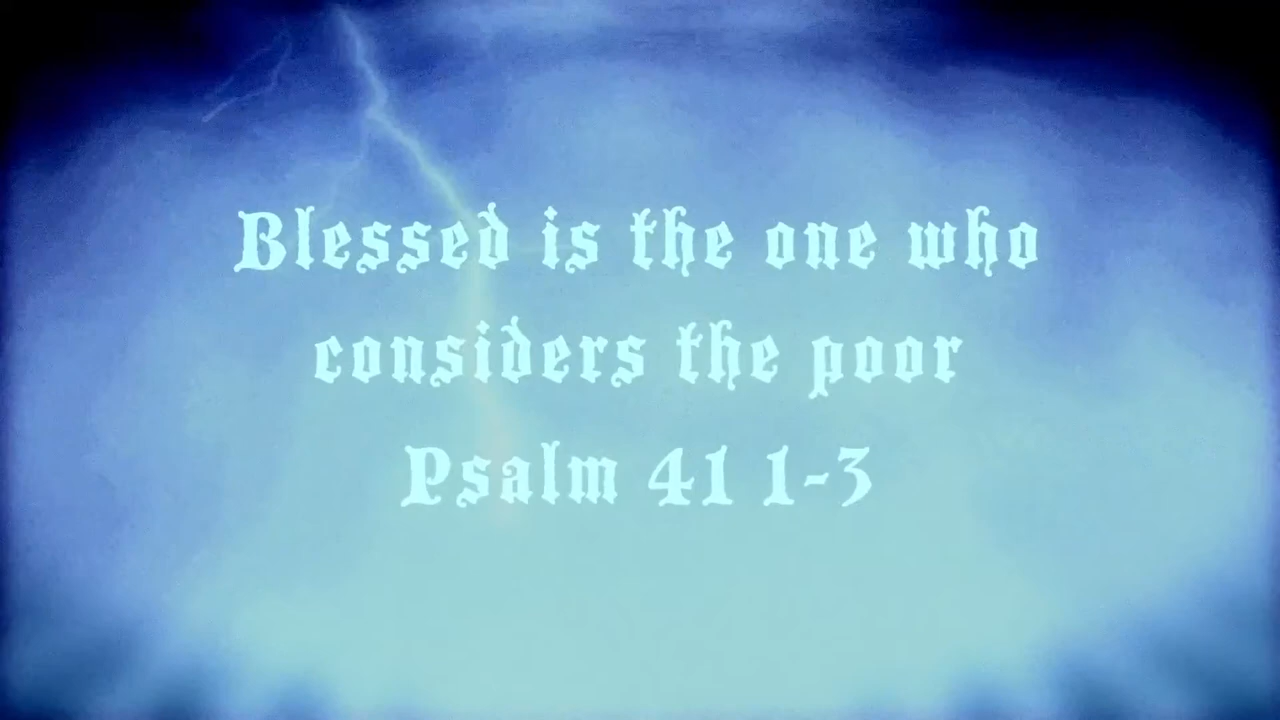 Blessed is the one who
considers the poor
Psalm 41 1-3